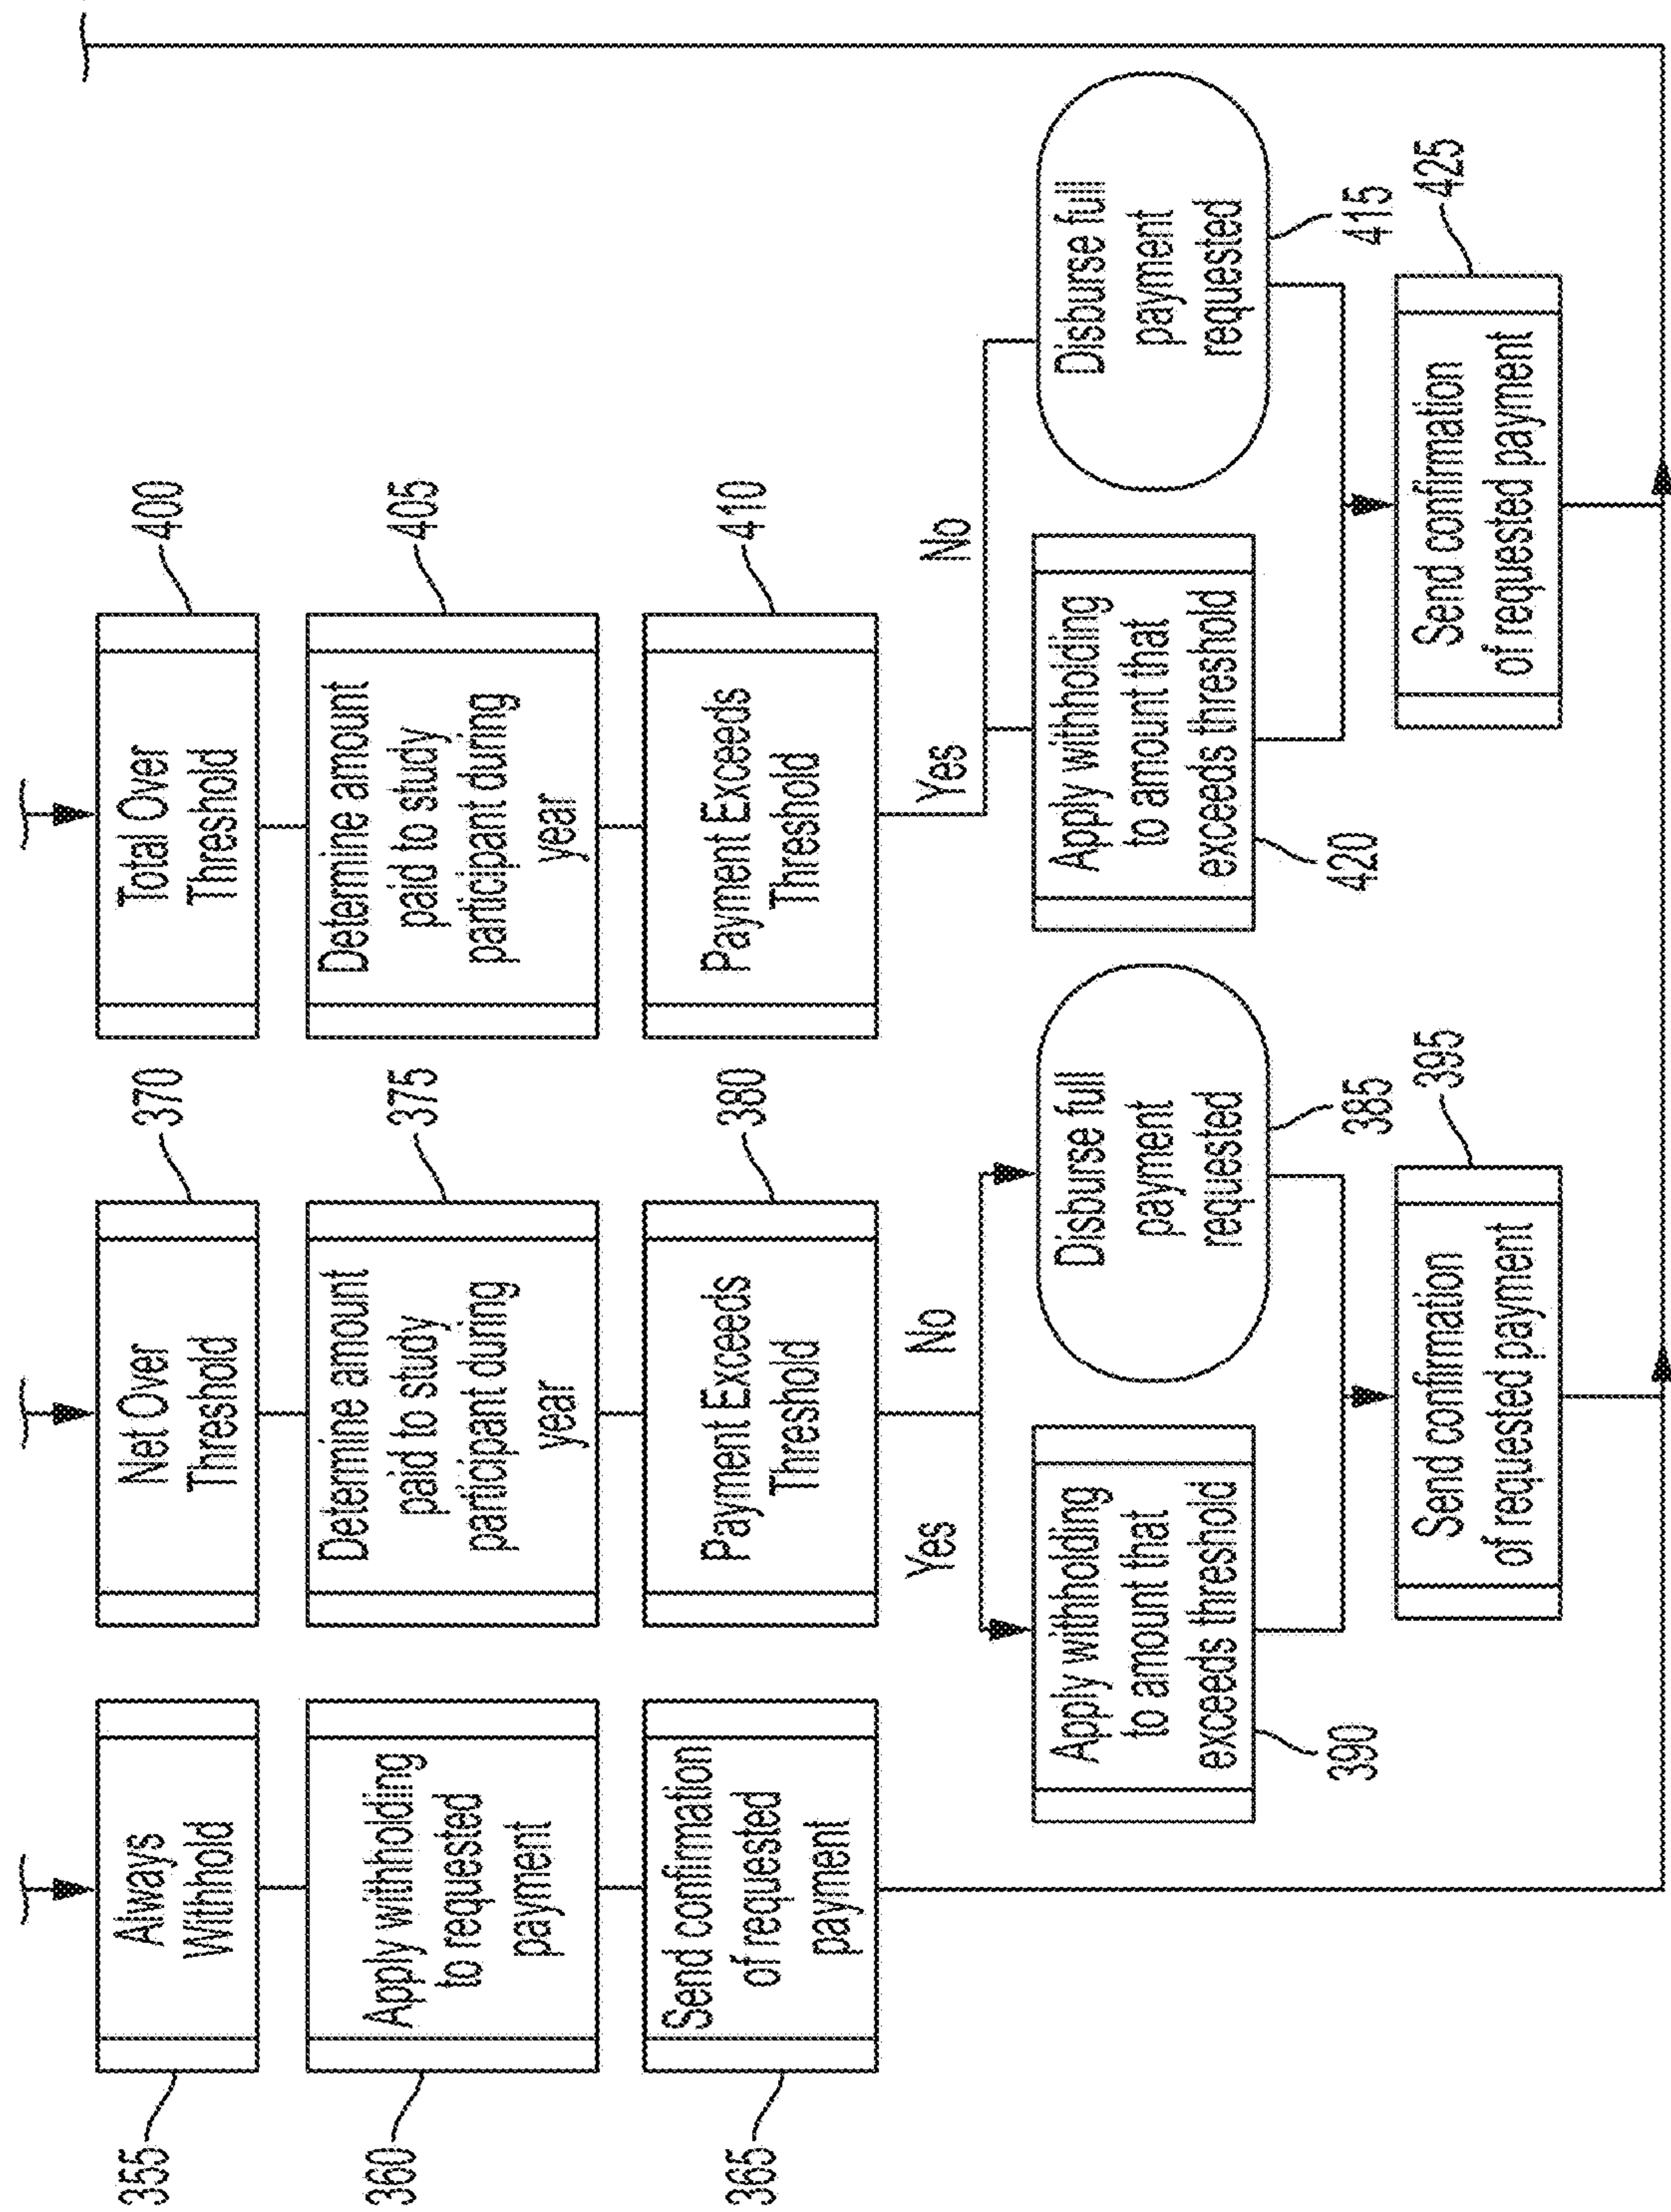 355
Always
Withhold
360
Apply withholding
to requested
payment
365
Send confirmation
of requested
payment
370
Net Over
Threshold
375
Determine amount
paid to study
participant during
year
380
Payment Exceeds
Threshold
Yes
No
Apply withholding
to amount that
exceeds threshold
390
Disburse full
payment
requested
385
Send confirmation
of requested payment
395
400
Total Over
Threshold
405
Determine amount
paid to study
participant during
year
410
Payment Exceeds
Threshold
Yes
No
Apply withholding
to amount that
exceeds threshold
420
Disburse full
payment
requested
415
Send confirmation
of requested payment
425